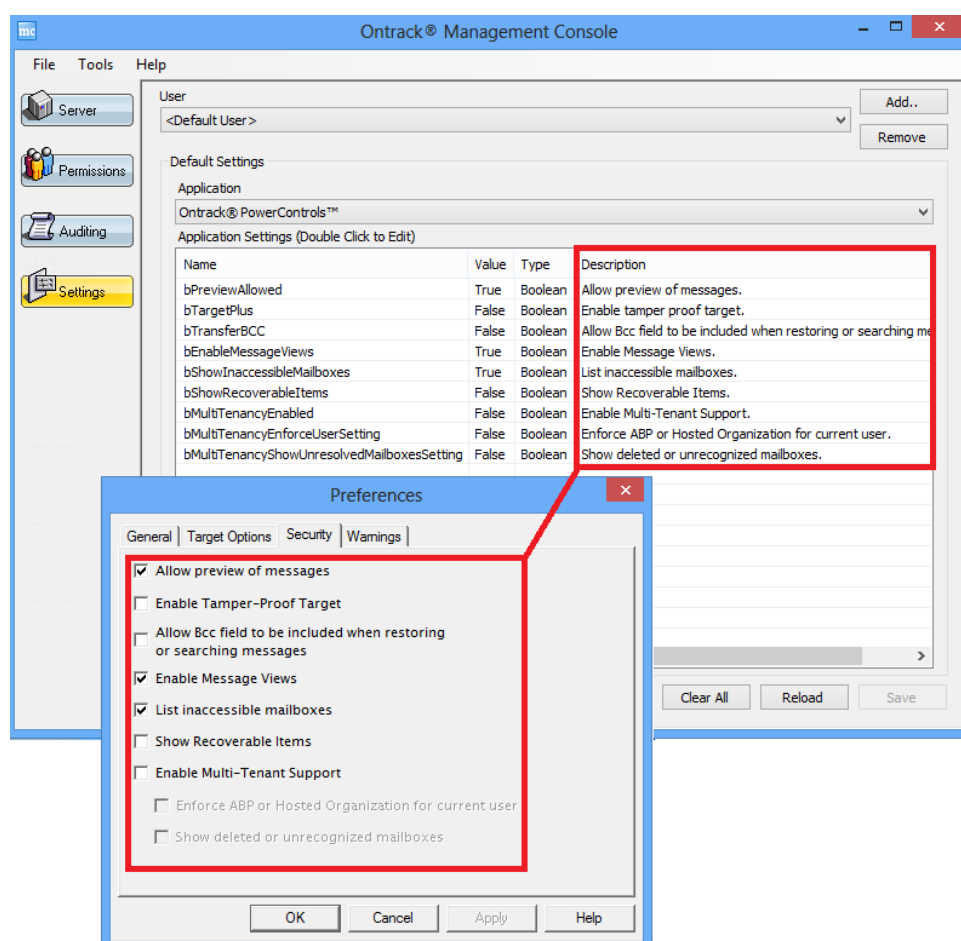 mc
Ontrack® Management Console
File Tools Help
Server
Permissions
Auditing
Settings
User
<Default User>
Add..
Remove
Default Settings
Application
Ontrack® PowerControls™
Application Settings (Double Click to Edit)
Name Value Type Description
bPreviewAllowed True Boolean Allow preview of messages.
bTargetPlus False Boolean Enable tamper proof target.
bTransferBCC False Boolean Allow Bcc field to be included when restoring or searching me
bEnableMessageViews True Boolean Enable Message Views.
bShowInaccessibleMailboxes True Boolean List inaccessible mailboxes.
bShowRecoverableItems False Boolean Show Recoverable Items.
bMultiTenancyEnabled False Boolean Enable Multi-Tenant Support.
bMultiTenancyEnforceUserSetting False Boolean Enforce ABP or Hosted Organization for current user.
bMultiTenancyShowUnresolvedMailboxesSetting False Boolean Show deleted or unrecognized mailboxes.
Clear All Reload Save
Preferences
General Target Options Security Warnings
Allow preview of messages
Enable Tamper-Proof Target
Allow Bcc field to be included when restoring
or searching messages
Enable Message Views
List inaccessible mailboxes
Show Recoverable Items
Enable Multi-Tenant Support
Enforce ABP or Hosted Organization for current user
Show deleted or unrecognized mailboxes
OK Cancel Apply Help